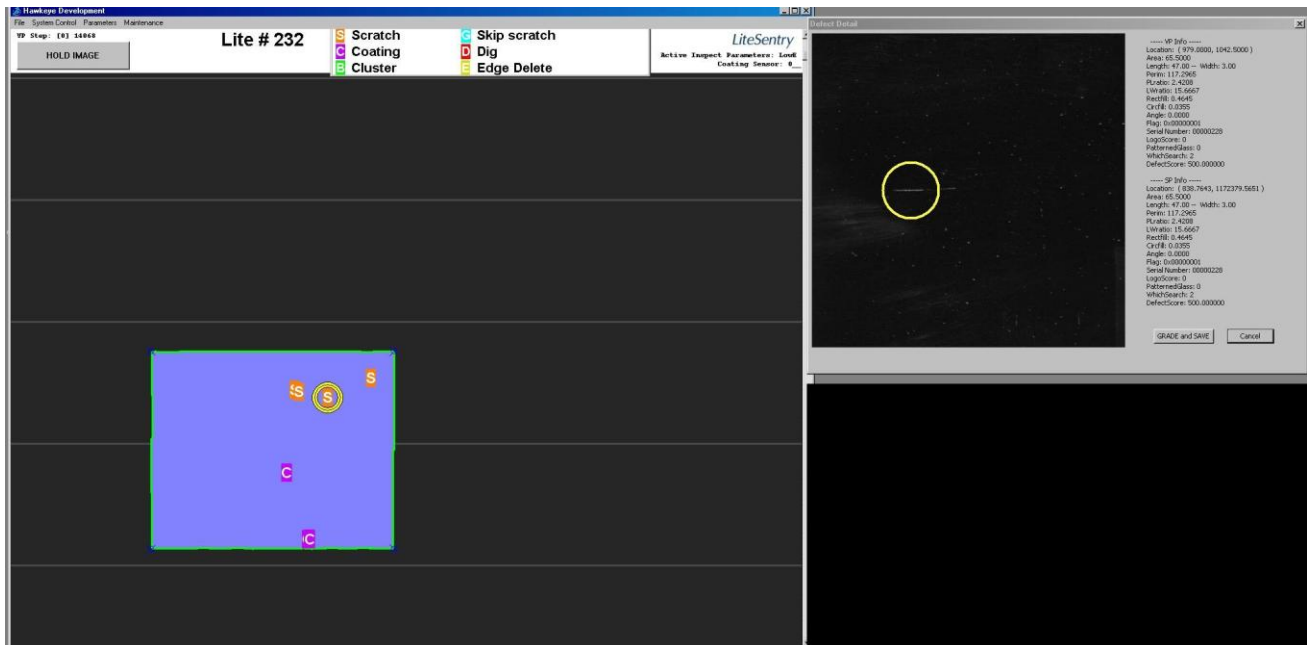 Hawkeye Development
File System Control Parameters Maintenance
VP Step: [0] 14068
HOLD IMAGE
Lite # 232
S Scratch
C Coating
B Cluster
G Skip scratch
D Dig
E Edge Delete
LiteSentry
Active Inspect Parameters: LowE
Coating Sensor: 0__
S
S
S
S
C
C
Defect Detail
----- VP Info -----
Location: ( 979.0000, 1042.5000 )
Area: 65.5000
Length: 47.00 -- Width: 3.00
Perim: 117.2965
PLratio: 2.4208
LWratio: 15.6667
Rectfill: 0.4645
Circfill: 0.0355
Angle: 0.0000
Flag: 0x00000001
Serial Number: 00000228
LogoScore: 0
PatternedGlass: 0
WhichSearch: 2
DefectScore: 500.000000
----- SP Info -----
Location: ( 838.7643, 1172379.5651 )
Area: 65.5000
Length: 47.00 -- Width: 3.00
Perim: 117.2965
PLratio: 2.4208
LWratio: 15.6667
Rectfill: 0.4645
Circfill: 0.0355
Angle: 0.0000
Flag: 0x00000001
Serial Number: 00000228
LogoScore: 0
PatternedGlass: 0
WhichSearch: 2
DefectScore: 500.000000
GRADE and SAVE
Cancel